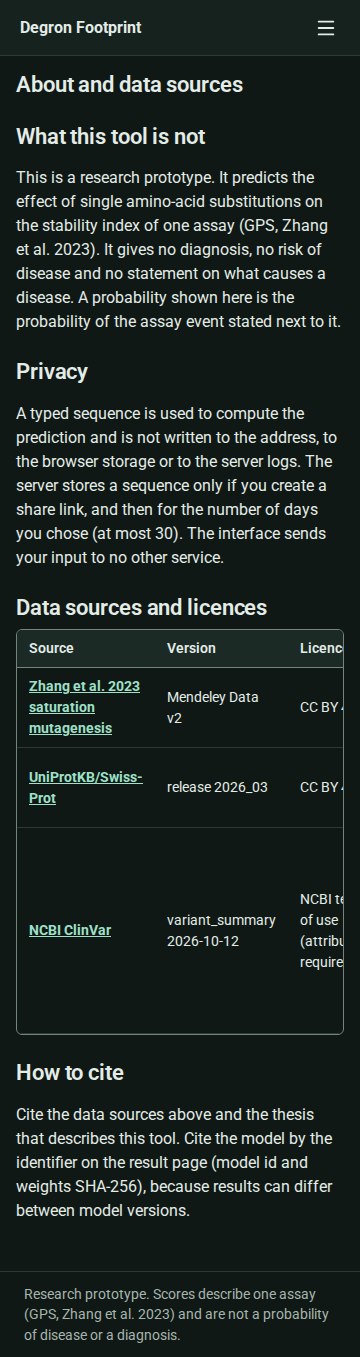 Degron Footprint
About and data sources
What this tool is not
This is a research prototype. It predicts the
effect of single amino-acid substitutions on
the stability index of one assay (GPS, Zhang
et al. 2023). It gives no diagnosis, no risk of
disease and no statement on what causes a
disease. A probability shown here is the
probability of the assay event stated next to it.
Privacy
A typed sequence is used to compute the
prediction and is not written to the address, to
the browser storage or to the server logs. The
server stores a sequence only if you create a
share link, and then for the number of days
you chose (at most 30). The interface sends
your input to no other service.
Data sources and licences
Source Version
Zhang et al. 2023
saturation
mutagenesis
Mendeley Data
v2
CC BY
UniProtKB/Swiss-
Prot
release 2026_03
CC BY
NCBI ClinVar
variant_summary
2026-10-12
NCBI
of use
How to cite
Cite the data sources above and the thesis
that describes this tool. Cite the model by the
identifier on the result page (model id and
weights SHA-256), because results can differ
between model versions.
Research prototype. Scores describe one assay
(GPS, Zhang et al. 2023) and are not a probability
of disease or a diagnosis.